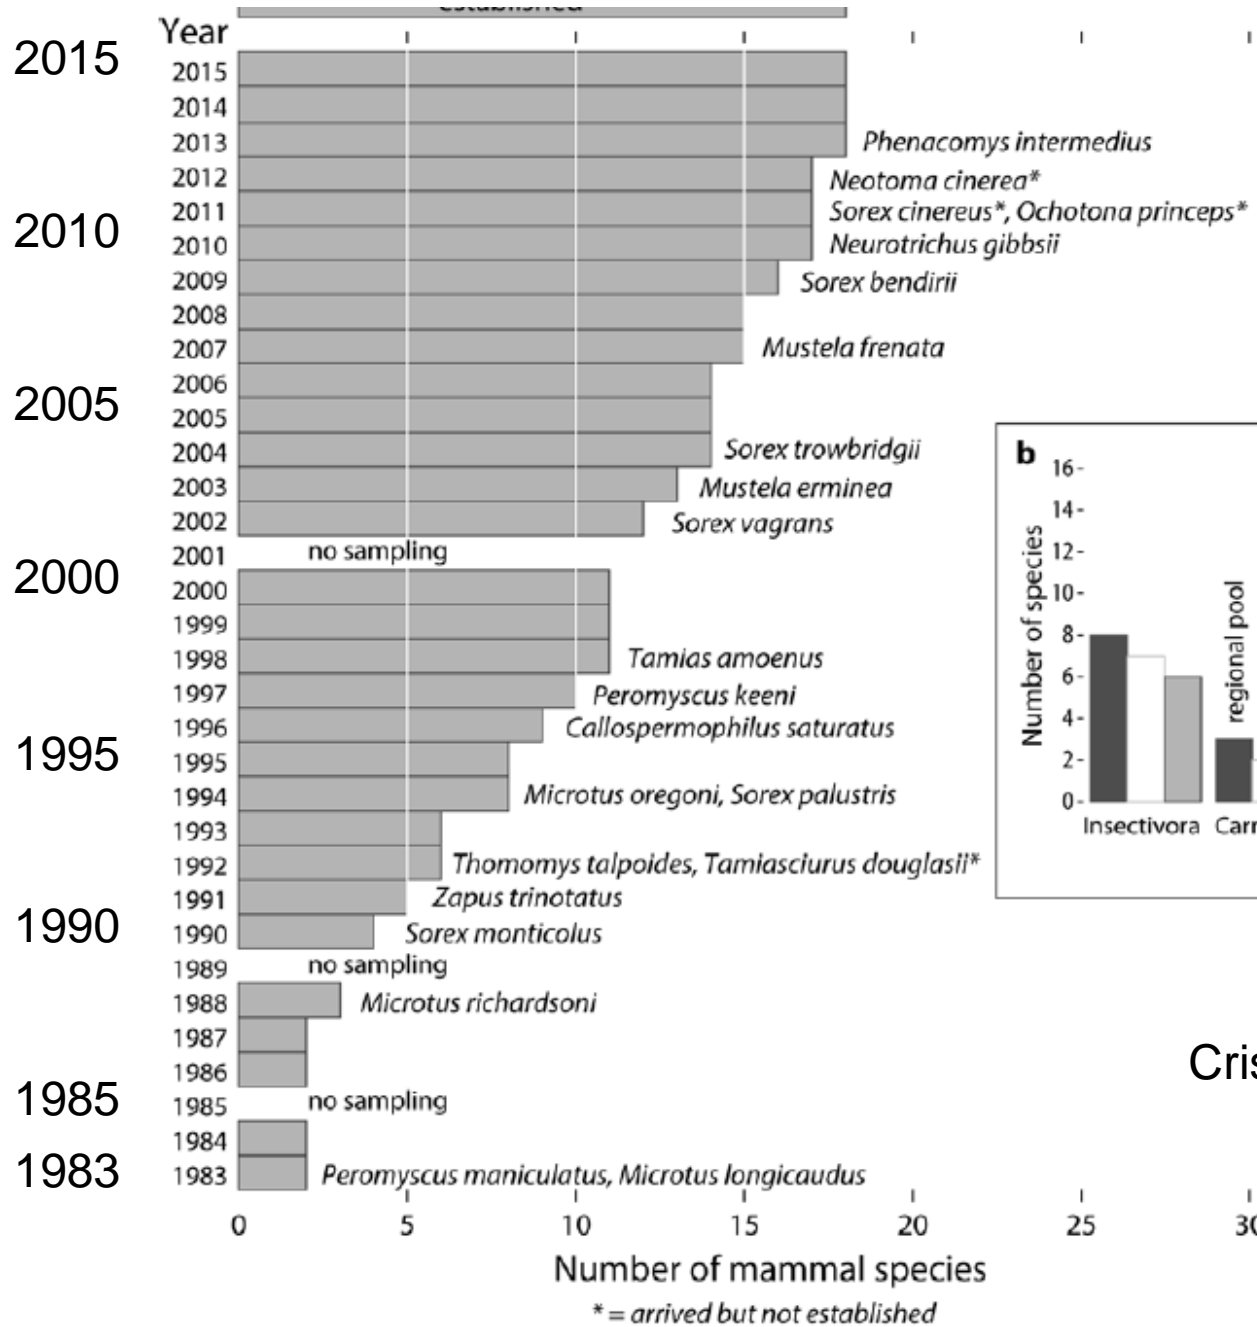 established
Year
2015
2015
2014
2013 Phenacomys intermedius
2012 Neotoma cinerea*
2011 Sorex cinereus*, Ochotona princeps*
2010
2010 Neurotrichus gibbsii
2009 Sorex bendirii
2008
2007 Mustela frenata
2006
2005
2005
2004 Sorex trowbridgii
2003 Mustela erminea
2002 Sorex vagrans
2001 no sampling
2000
2000
1999
1998 Tamias amoenus
1997 Peromyscus keeni
1996 Callospermophilus saturatus
1995
1995
1994 Microtus oregoni, Sorex palustris
1993
1992 Thomomys talpoides, Tamiasciurus douglasii*
1991 Zapus trinotatus
1990
1990 Sorex monticolus
1989 no sampling
1988 Microtus richardsoni
1987
1986
1985
1985 no sampling
1984
1983
1983 Peromyscus maniculatus, Microtus longicaudus
0 5 10 15 20 25 30
Number of mammal species
* = arrived but not established
b
Number of species
16
14
12
10
8
6
4
2
0
regional pool
Insectivora Carn
Cris